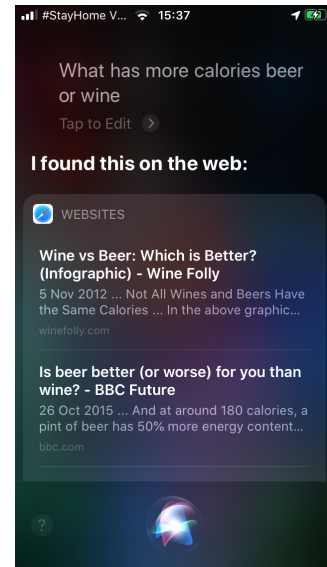 #StayHome V... 15:37
What has more calories beer
or wine
Tap to Edit
I found this on the web:
WEBSITES
Wine vs Beer: Which is Better?
(Infographic) - Wine Folly
5 Nov 2012 ... Not All Wines and Beers Have
the Same Calories ... In the above graphic...
winefolly.com
Is beer better (or worse) for you than
wine? - BBC Future
26 Oct 2015 ... And at around 180 calories, a
pint of beer has 50% more energy content...
bbc.com
?